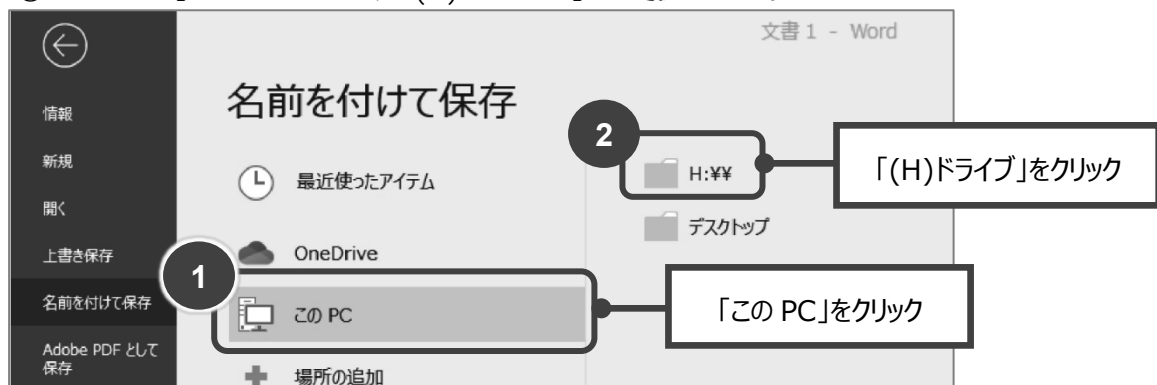 文書 1 - Word
名前を付けて保存
情報
新規
開く
上書き保存
名前を付けて保存
Adobe PDF として
保存
最近使ったアイテム
OneDrive
1
この PC
場所の追加
2
H:¥¥
デスクトップ
「(H)ドライブ」をクリック
「この PC」をクリック